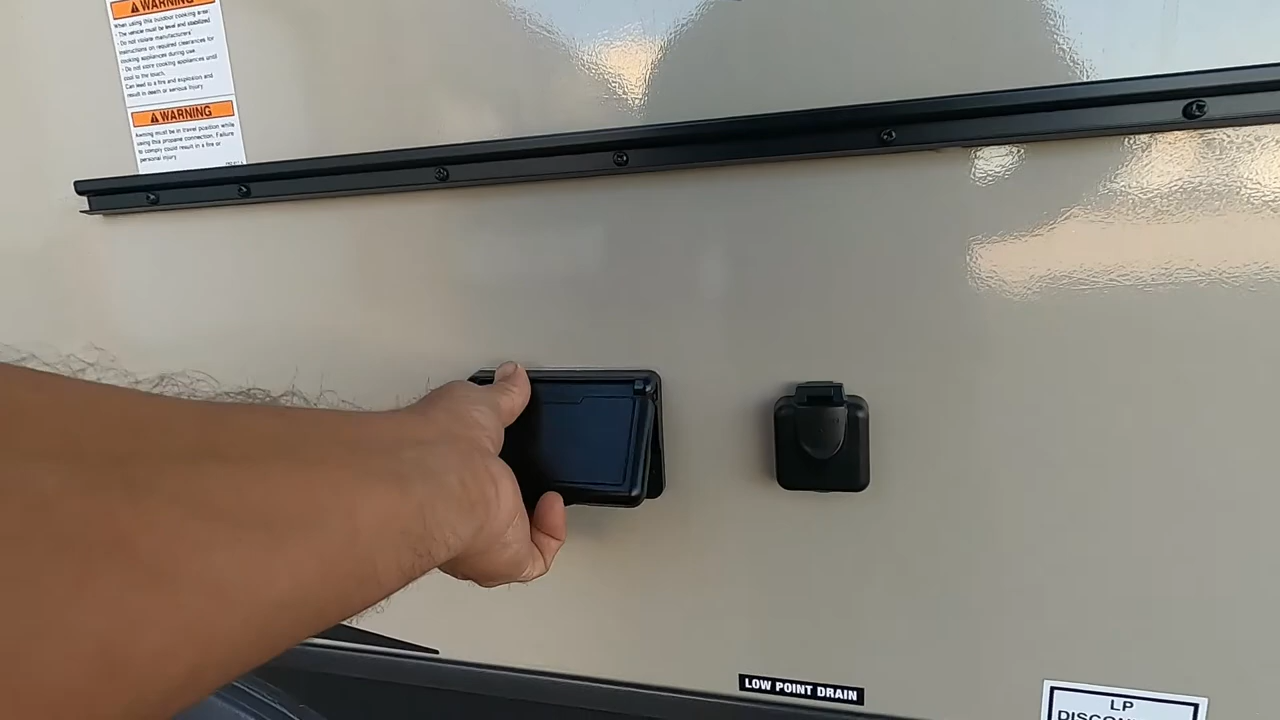 WARNING
When using this outdoor cooking area:
- The vehicle must be level and stabilized
- Do not violate manufacturers'
instructions on required clearances for
cooking appliances during use
- Do not store cooking appliances until
cool to the touch.
Can lead to a fire and explosion and
result in death or serious injury
WARNING
Awning must be in travel position while
using this propane connection. Failure
to comply could result in a fire or
personal injury
LOW POINT DRAIN
LP